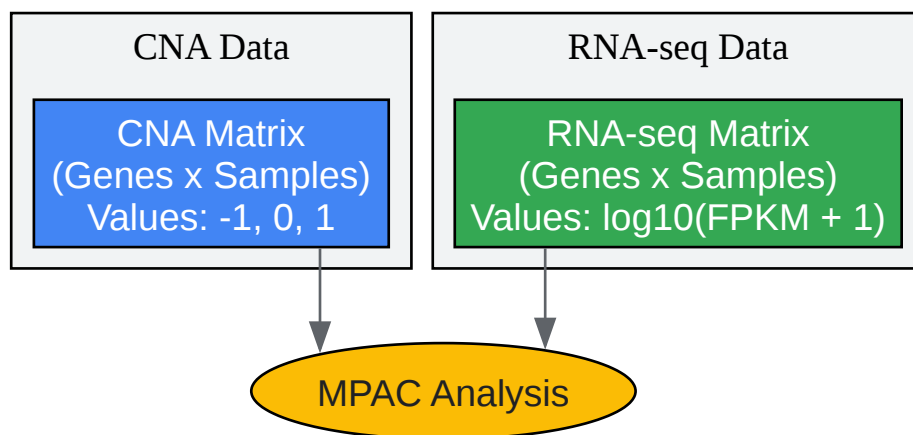 CNA Data
CNA Matrix
(Genes x Samples)
Values: -1, 0, 1
RNA-seq Data
RNA-seq Matrix
(Genes x Samples)
Values: log10(FPKM + 1)
MPAC Analysis